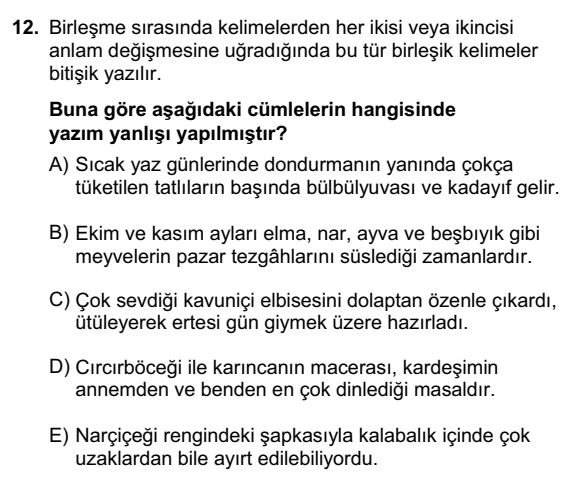 12. Birleşme sırasında kelimelerden her ikisi veya ikincisi
anlam değişmesine uğradığında bu tür birleşik kelimeler
bitişik yazılır.
Buna göre aşağıdaki cümlelerin hangisinde
yazım yanlışı yapılmıştır?
A) Sıcak yaz günlerinde dondurmanın yanında çokça
tüketilen tatlıların başında bülbülyuvası ve kadayıf gelir.
B) Ekim ve kasım ayları elma, nar, ayva ve beşbıyık gibi
meyvelerin pazar tezgâhlarını süslediği zamanlardır.
C) Çok sevdiği kavuniçi elbisesini dolaptan özenle çıkardı,
ütüleyerek ertesi gün giymek üzere hazırladı.
D) Cırcırböceği ile karıncanın macerası, kardeşimin
annemden ve benden en çok dinlediği masaldır.
E) Narçiçeği rengindeki şapkasıyla kalabalık içinde çok
uzaklardan bile ayırt edilebiliyordu.